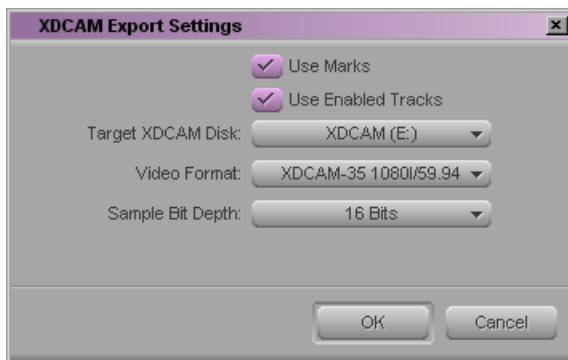 XDCAM Export Settings
Use Marks
Use Enabled Tracks
Target XDCAM Disk: XDCAM (E:)
Video Format: XDCAM-35 1080I/59.94
Sample Bit Depth: 16 Bits
OK Cancel